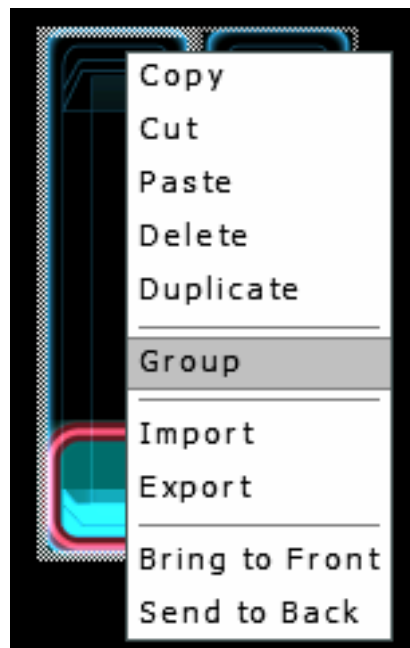 Copy
Cut
Paste
Delete
Duplicate
Group
Import
Export
Bring to Front
Send to Back